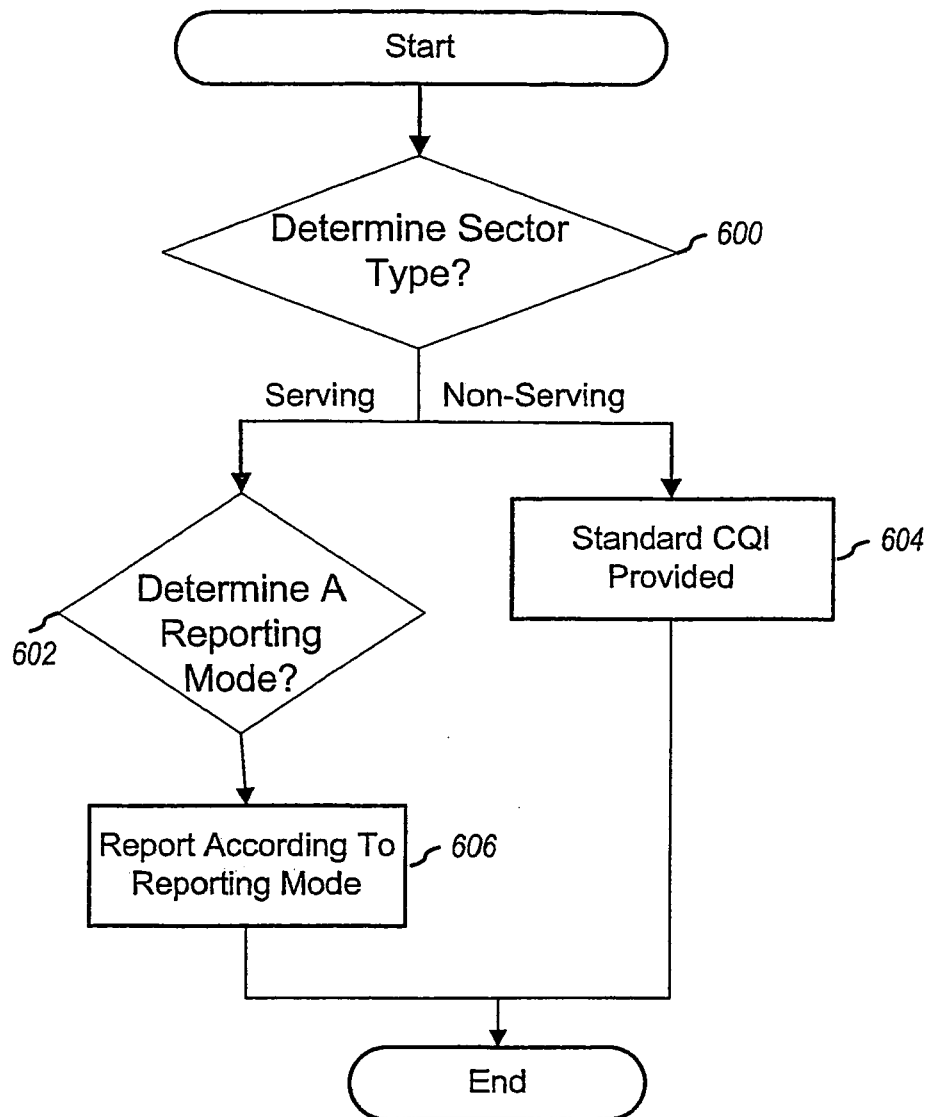 Start
Determine Sector
Type?
600
Serving
Non-Serving
Determine A
Reporting
Mode?
602
Standard CQI
Provided
604
Report According To
Reporting Mode
606
End